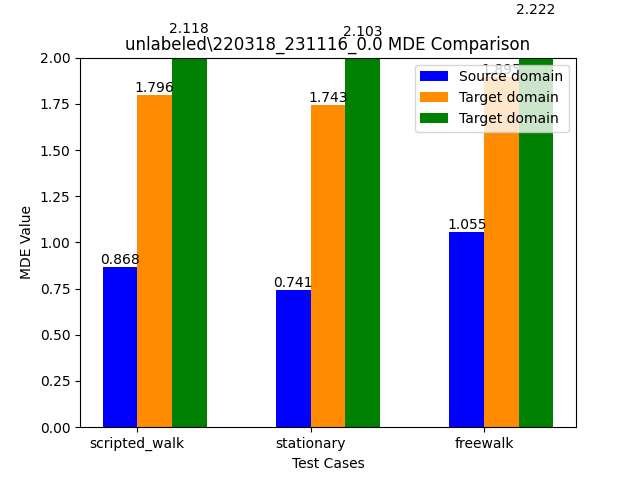 2.222
2.118
2.103
unlabeled\220318_231116_0.0 MDE Comparison
2.00
1.75
1.50
1.25
1.00
0.75
0.50
0.25
0.00
MDE Value
Source domain
Target domain
Target domain
1.895
1.796
1.743
1.055
0.868
0.741
scripted_walk
stationary
freewalk
Test Cases